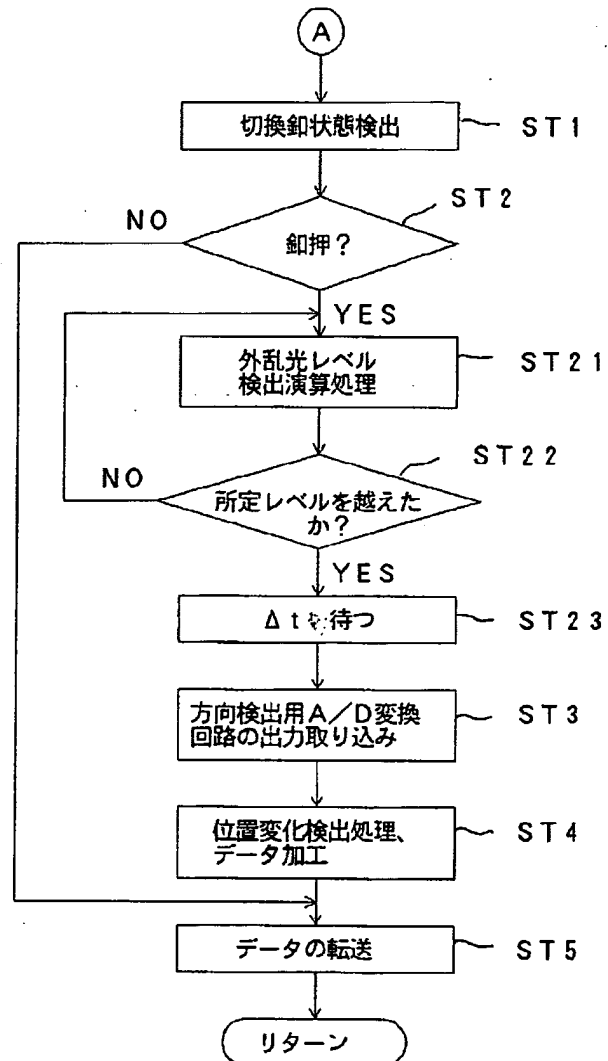 A
切換釦状態検出
ST1
ST2
NO
釦押？
YES
外乱光レベル
検出演算処理
ST21
ST22
NO
所定レベルを越えた
か？
YES
Δt 待つ
ST23
方向検出用A／D変換
回路の出力取り込み
ST3
位置変化検出処理、
データ加工
ST4
データの転送
ST5
リターン